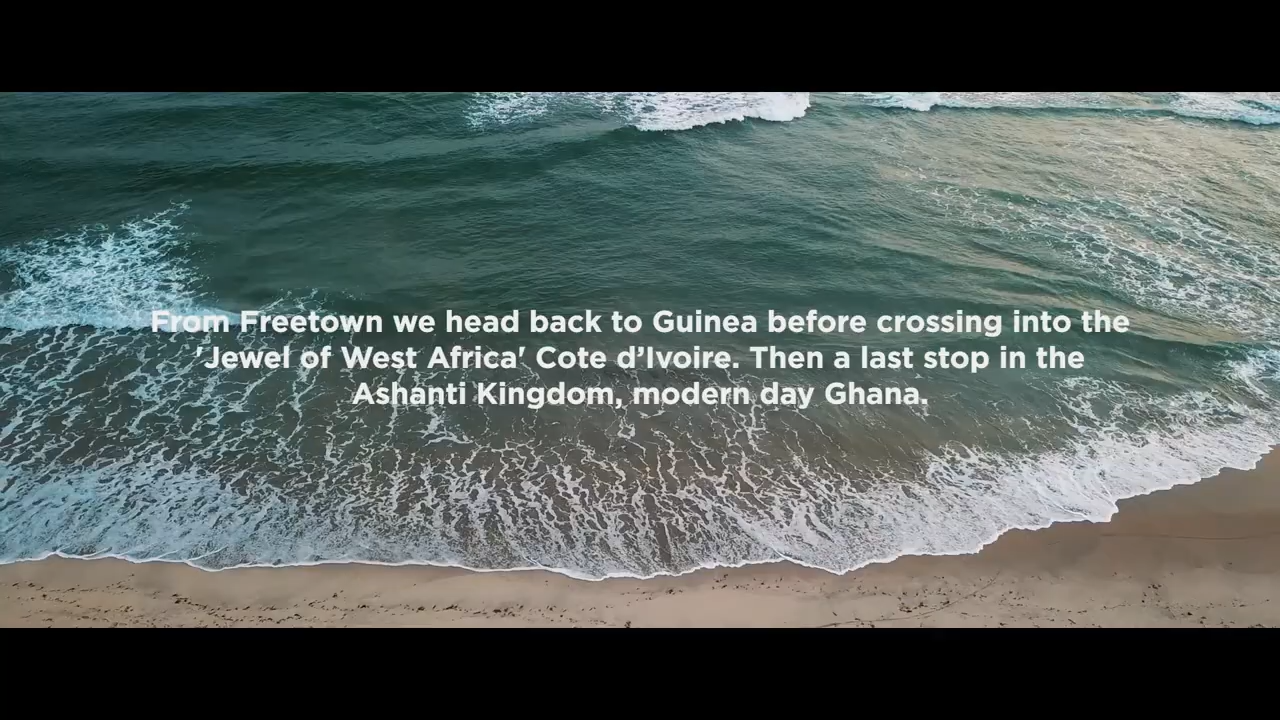 From Freetown we head back to Guinea before crossing into the
'Jewel of West Africa' Cote d’Ivoire. Then a last stop in the
Ashanti Kingdom, modern day Ghana.